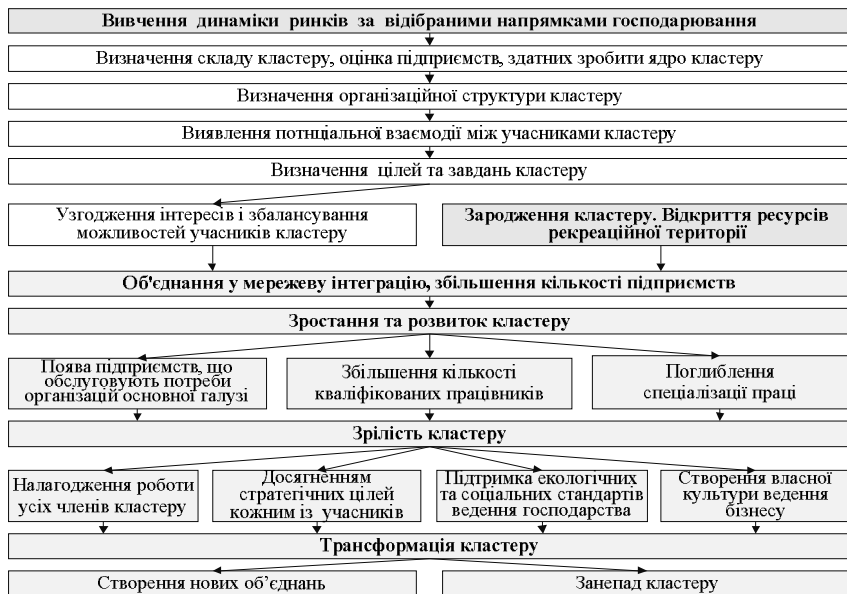 Вивчення динаміки ринків за відібраними напрямками господарювання
Визначення складу кластеру, оцінка підприємств, здатних зробити ядро кластеру
Визначення організаційної структури кластеру
Виявлення потнціальної взаємодії між учасниками кластеру
Визначення цілей та завдань кластеру
Узгодження інтересів і збалансування
можливостей учасників кластеру
Зародження кластеру. Відкриття ресурсів
рекреаційної території
Об'єднання у мережеву інтеграцію, збільшення кількості підприємств
Зростання та розвиток кластеру
Поява підприємств, що
обслуговують потреби
організацій основної галузі
Збільшення кількості
кваліфікованих працівників
Поглиблення
спеціалізації праці
Зрілість кластеру
Налагодження роботи
усіх членів кластеру
Досягненням
стратегічних цілей
кожним із учасників
Підтримка екологічних
та соціальних стандартів
ведення господарства
Створення власної
культури ведення
бізнесу
Трансформація кластеру
Створення нових об’єднань
Занепад кластеру